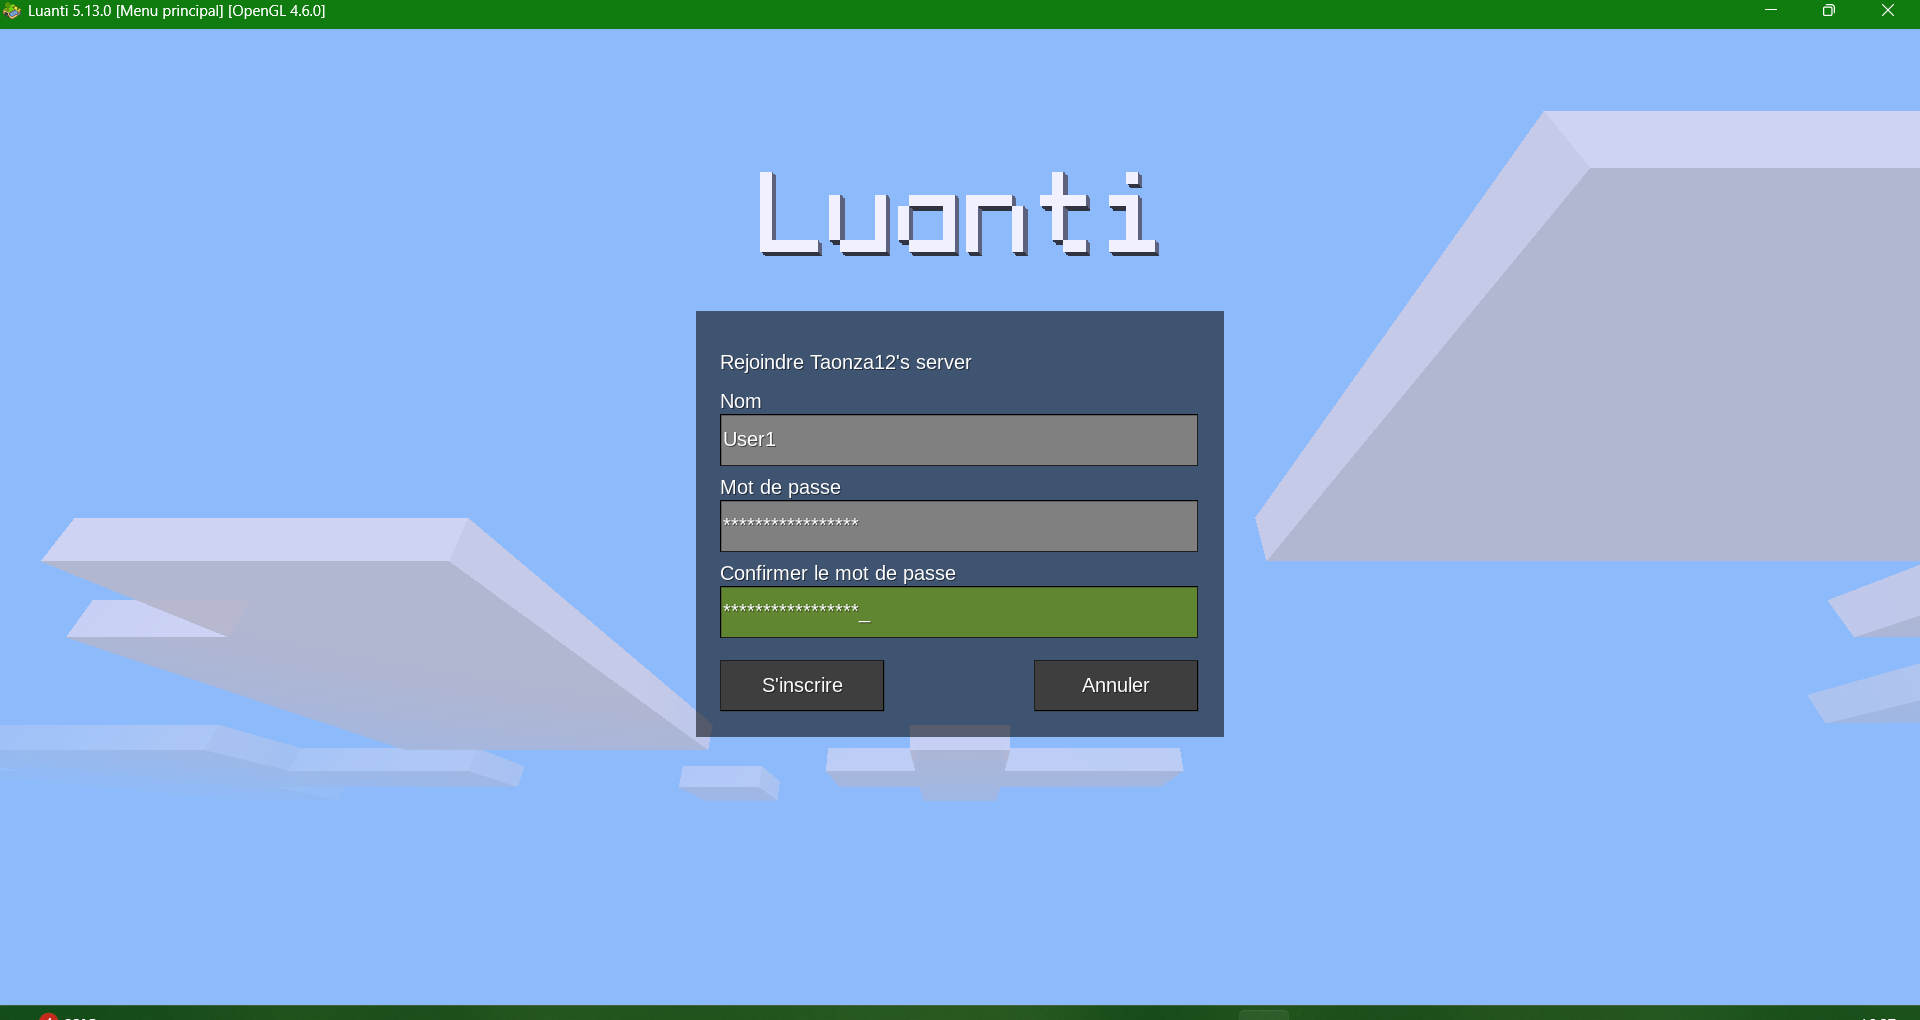 Luanti 5.13.0 [Menu principal] [OpenGL 4.6.0]
Luanti
Rejoindre Taonza12's server
Nom
User1
Mot de passe
*****************
Confirmer le mot de passe
*****************_
S'inscrire
Annuler